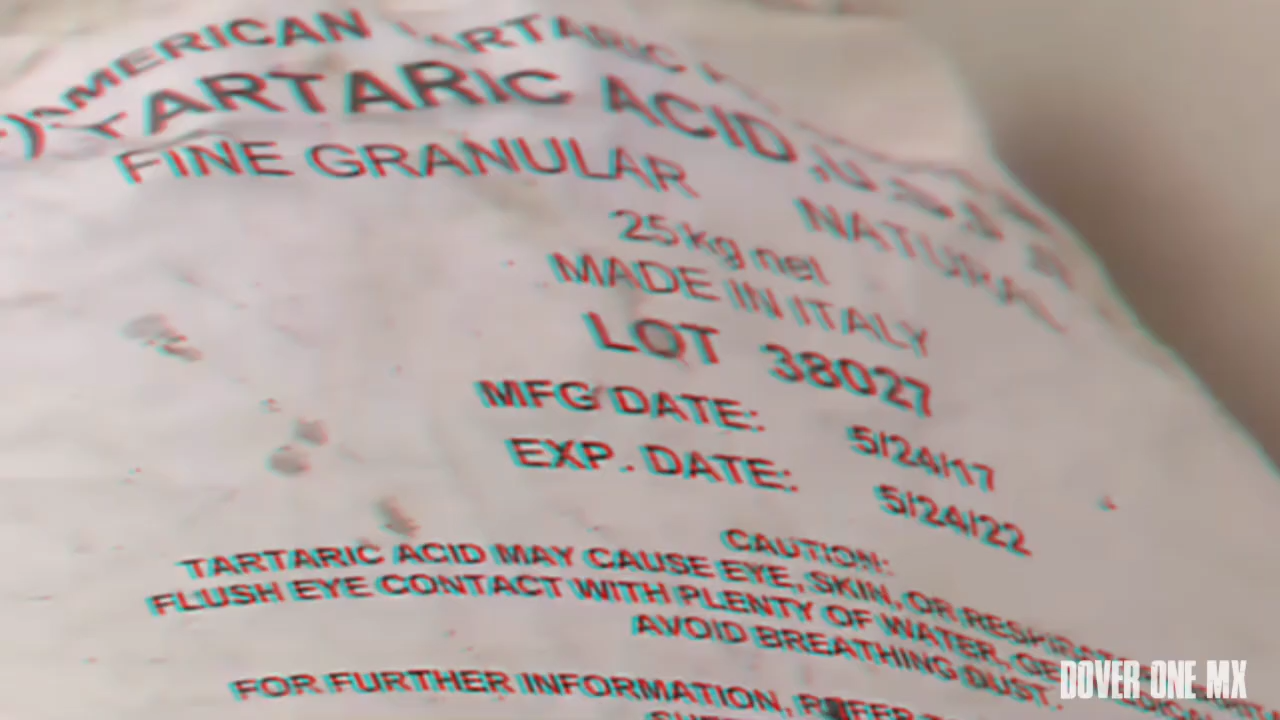 AMERICAN TARTARIC
TARTARIC ACID, U.S.P.
FINE GRANULAR NATURAL
25kg net
MADE IN ITALY
LOT 38027
MFG DATE: 5/24/17
EXP. DATE: 5/24/22
CAUTION:
TARTARIC ACID MAY CAUSE EYE, SKIN, OR
FLUSH EYE CONTACT WITH PLENTY OF WATER.
AVOID BREATHING DUST.
FOR FURTHER INFORMATION, REFER
DOVER ONE MX